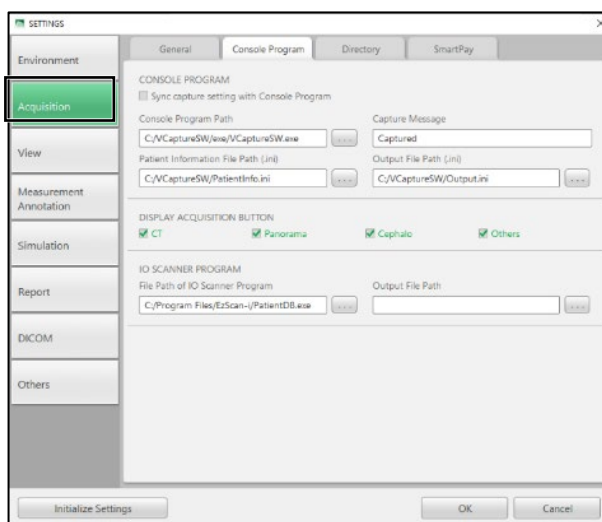 SETTINGS
Environment
Acquisition
View
Measurement
Annotation
Simulation
Report
DICOM
Others
General Console Program Directory SmartPay
CONSOLE PROGRAM
Sync capture setting with Console Program
Console Program Path Capture Message
C:/VCaptureSW/exe/VCaptureSW.exe ... Captured
Patient Information File Path (.ini) Output File Path (.ini)
C:/VCaptureSW/PatientInfo.ini ... C:/VCaptureSW/Output.ini ...
DISPLAY ACQUISITION BUTTON
CT Panorama Cephalo Others
IO SCANNER PROGRAM
File Path of IO Scanner Program Output File Path
C:/Program Files/EzScan-i/PatientDB.exe ... ...
Initialize Settings OK Cancel